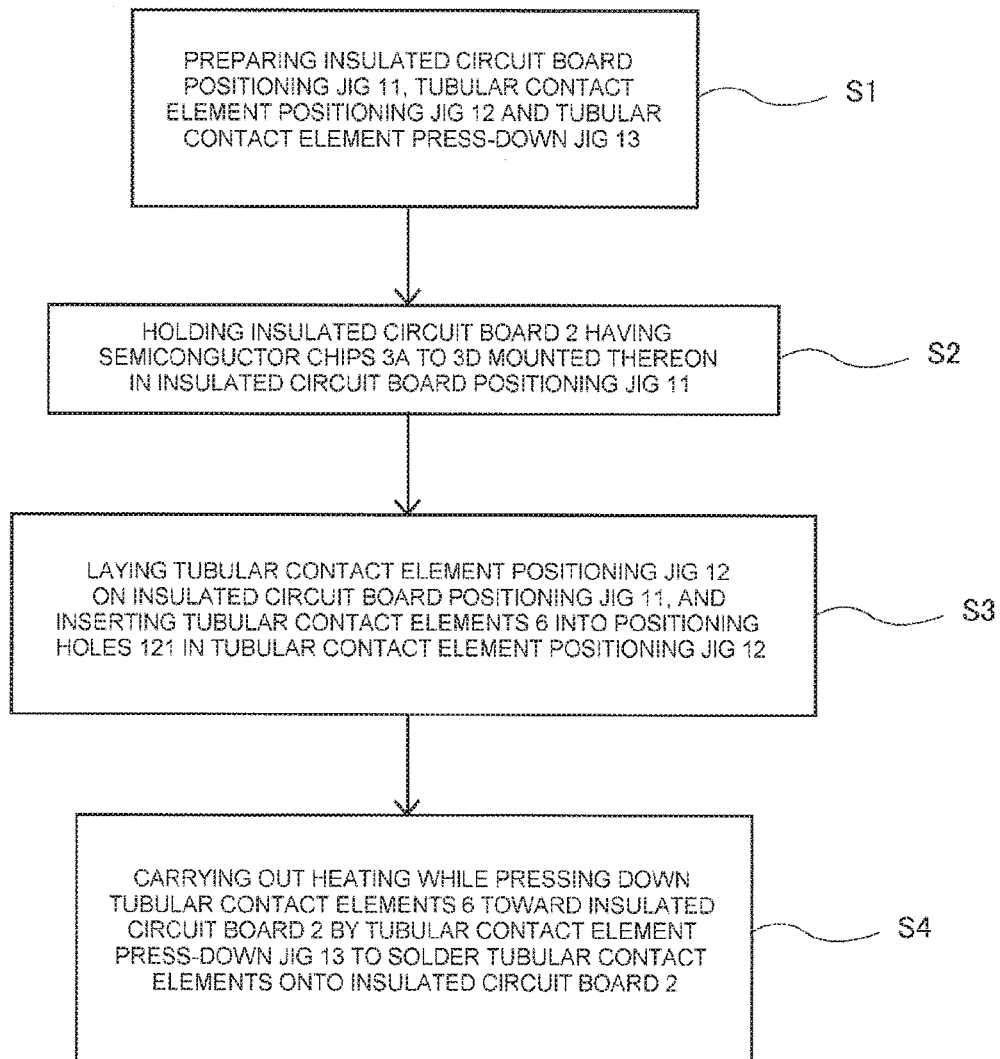 PREPARING INSULATED CIRCUIT BOARD
POSITIONING JIG 11, TUBULAR CONTACT
ELEMENT POSITIONING JIG 12 AND TUBULAR
CONTACT ELEMENT PRESS-DOWN JIG 13
S1
HOLDING INSULATED CIRCUIT BOARD 2 HAVING
SEMICONGUCTOR CHIPS 3A TO 3D MOUNTED THEREON
IN INSULATED CIRCUIT BOARD POSITIONING JIG 11
S2
LAYING TUBULAR CONTACT ELEMENT POSITIONING JIG 12
ON INSULATED CIRCUIT BOARD POSITIONING JIG 11, AND
INSERTING TUBULAR CONTACT ELEMENTS 6 INTO POSITIONING
HOLES 121 IN TUBULAR CONTACT ELEMENT POSITIONING JIG 12
S3
CARRYING OUT HEATING WHILE PRESSING DOWN
TUBULAR CONTACT ELEMENTS 6 TOWARD INSULATED
CIRCUIT BOARD 2 BY TUBULAR CONTACT ELEMENT
PRESS-DOWN JIG 13 TO SOLDER TUBULAR CONTACT
ELEMENTS ONTO INSULATED CIRCUIT BOARD 2
S4